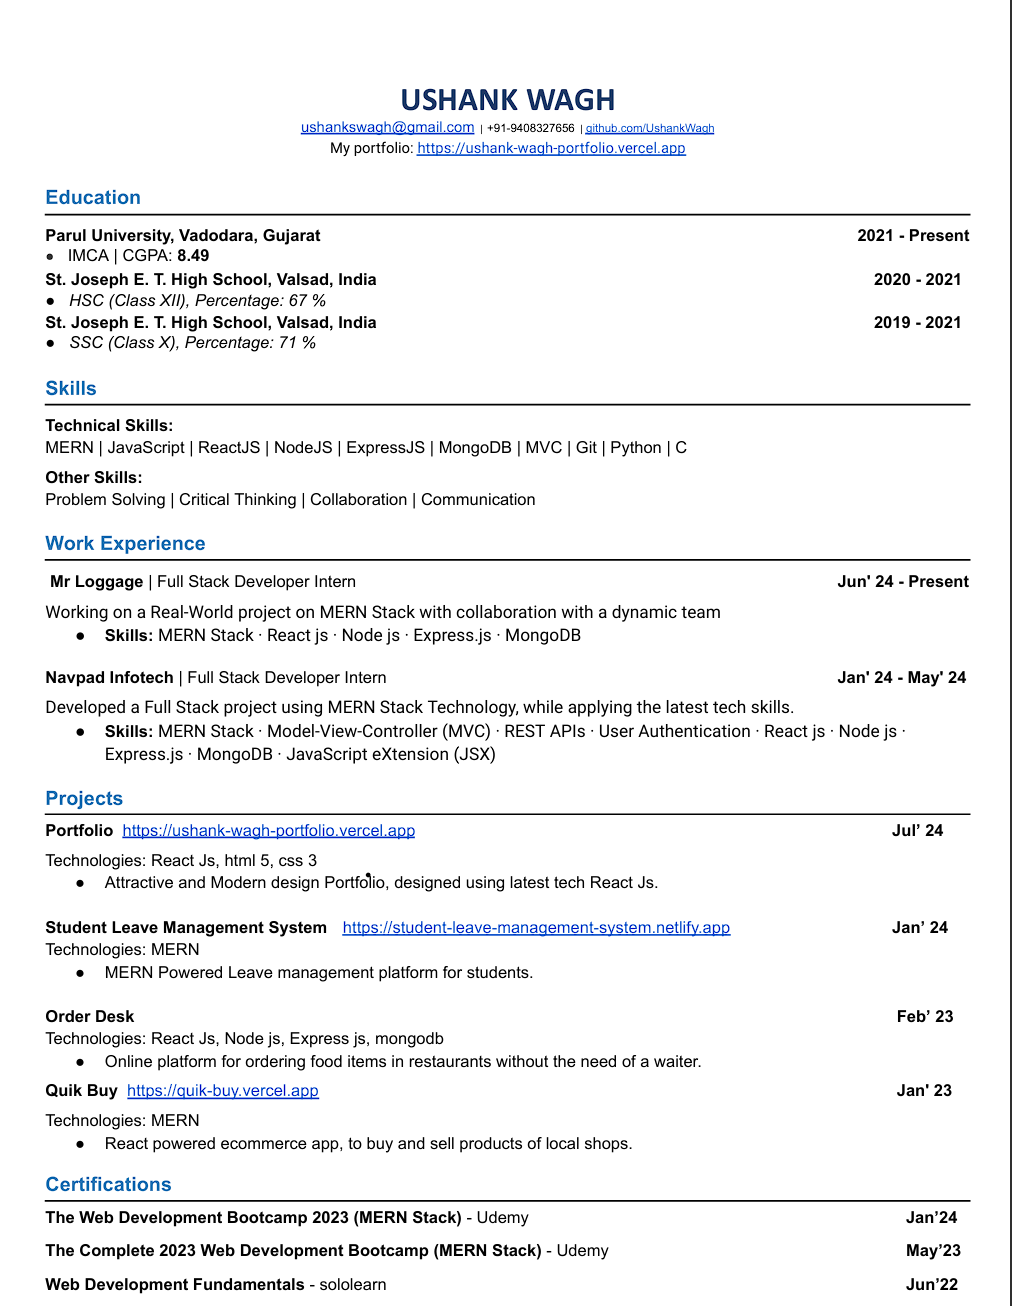 USHANK WAGH
ushankswagh@gmail.com | +91-9408327656 | github.com/UshankWagh
My portfolio: https://ushank-wagh-portfolio.vercel.app
Education
Parul University, Vadodara, Gujarat 2021 - Present
● IMCA | CGPA: 8.49
St. Joseph E. T. High School, Valsad, India 2020 - 2021
● HSC (Class XII), Percentage: 67 %
St. Joseph E. T. High School, Valsad, India 2019 - 2021
● SSC (Class X), Percentage: 71 %
Skills
Technical Skills:
MERN | JavaScript | ReactJS | NodeJS | ExpressJS | MongoDB | MVC | Git | Python | C
Other Skills:
Problem Solving | Critical Thinking | Collaboration | Communication
Work Experience
Mr Loggage | Full Stack Developer Intern Jun' 24 - Present
Working on a Real-World project on MERN Stack with collaboration with a dynamic team
● Skills: MERN Stack · React js · Node js · Express.js · MongoDB
Navpad Infotech | Full Stack Developer Intern Jan' 24 - May' 24
Developed a Full Stack project using MERN Stack Technology, while applying the latest tech skills.
● Skills: MERN Stack · Model-View-Controller (MVC) · REST APIs · User Authentication · React js · Node js ·
Express.js · MongoDB · JavaScript eXtension (JSX)
Projects
Portfolio https://ushank-wagh-portfolio.vercel.app Jul’ 24
Technologies: React Js, html 5, css 3
● Attractive and Modern design Portfolio, designed using latest tech React Js.
Student Leave Management System https://student-leave-management-system.netlify.app Jan’ 24
Technologies: MERN
● MERN Powered Leave management platform for students.
Order Desk Feb’ 23
Technologies: React Js, Node js, Express js, mongodb
● Online platform for ordering food items in restaurants without the need of a waiter.
Quik Buy https://quik-buy.vercel.app Jan' 23
Technologies: MERN
● React powered ecommerce app, to buy and sell products of local shops.
Certifications
The Web Development Bootcamp 2023 (MERN Stack) - Udemy Jan’24
The Complete 2023 Web Development Bootcamp (MERN Stack) - Udemy May’23
Web Development Fundamentals - sololearn Jun’22